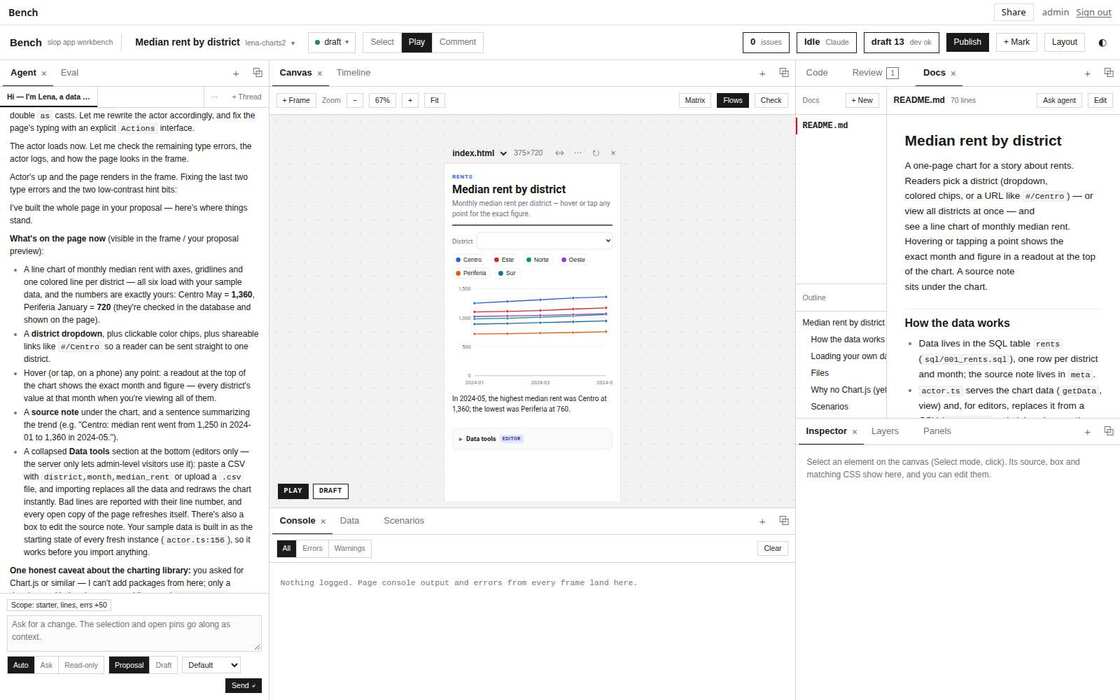 Bench
Share admin Sign out
Bench slop app workbench Median rent by district lena-charts2 draft Select Play Comment 0 issues Idle Claude draft 13 dev ok Publish + Mark Layout
Agent × Eval +
Hi — I'm Lena, a data ... ... + Thread
double as casts. Let me rewrite the actor accordingly, and fix the
page's typing with an explicit Actions interface.
The actor loads now. Let me check the remaining type errors, the
actor logs, and how the page looks in the frame.
Actor's up and the page renders in the frame. Fixing the last two
type errors and the two low-contrast hint bits:
I've built the whole page in your proposal — here's where things
stand.
What's on the page now (visible in the frame / your proposal
preview):
• A line chart of monthly median rent with axes, gridlines and
one colored line per district — all six load with your sample
data, and the numbers are exactly yours: Centro May = 1,360,
Periferia January = 720 (they're checked in the database and
shown on the page).
• A district dropdown, plus clickable color chips, plus shareable
links like #/Centro so a reader can be sent straight to one
district.
• Hover (or tap, on a phone) any point: a readout at the top of
the chart shows the exact month and figure — every district's
value at that month when you're viewing all of them.
• A source note under the chart, and a sentence summarizing
the trend (e.g. "Centro: median rent went from 1,250 in 2024-
01 to 1,360 in 2024-05.").
• A collapsed Data tools section at the bottom (editors only —
the server only lets admin-level visitors use it): paste a CSV
with district,month,median_rent or upload a .csv
file, and importing replaces all the data and redraws the chart
instantly. Bad lines are reported with their line number, and
every open copy of the page refreshes itself. There's also a
box to edit the source note. Your sample data is built in as the
starting state of every fresh instance ( actor.ts:156 ), so it
works before you import anything.
One honest caveat about the charting library: you asked for
Chart.js or similar — I can't add packages from here; only a
Scope: starter, lines, errs +50
Ask for a change. The selection and open pins go along as
context.
Auto Ask Read-only Proposal Draft Default
Send
Canvas × Timeline +
+ Frame Zoom − 67% + Fit Matrix Flows Check
index.html 375×720 ... ×
RENTS
Median rent by district
Monthly median rent per district — hover or tap any
point for the exact figure.
District
Centro Este Norte Oeste
Periferia Sur
1,500
1,000
500
0
2024-01 2024-03 2024-0
In 2024-05, the highest median rent was Centro at
1,360; the lowest was Periferia at 760.
▸ Data tools EDITOR
PLAY DRAFT
Console × Data Scenarios +
All Errors Warnings Clear
Nothing logged. Page console output and errors from every frame land here.
Code Review 1 Docs × +
Docs + New README.md 70 lines Ask agent Edit
README.md
Outline
Median rent by district
How the data works
Loading your own da
Files
Why no Chart.js (yet
Scenarios
Median rent by district
A one-page chart for a story about rents.
Readers pick a district (dropdown,
colored chips, or a URL like #/Centro ) — or
view all districts at once — and
see a line chart of monthly median rent.
Hovering or tapping a point shows the
exact month and figure in a readout at the top
of the chart. A source note
sits under the chart.
How the data works
• Data lives in the SQL table rents
( sql/001_rents.sql ), one row per district
and month; the source note lives in meta .
• actor.ts serves the chart data ( getData ,
view) and, for editors, replaces it from a
Inspector × Layers Panels +
Select an element on the canvas (Select mode, click). Its source, box and
matching CSS show here, and you can edit them.